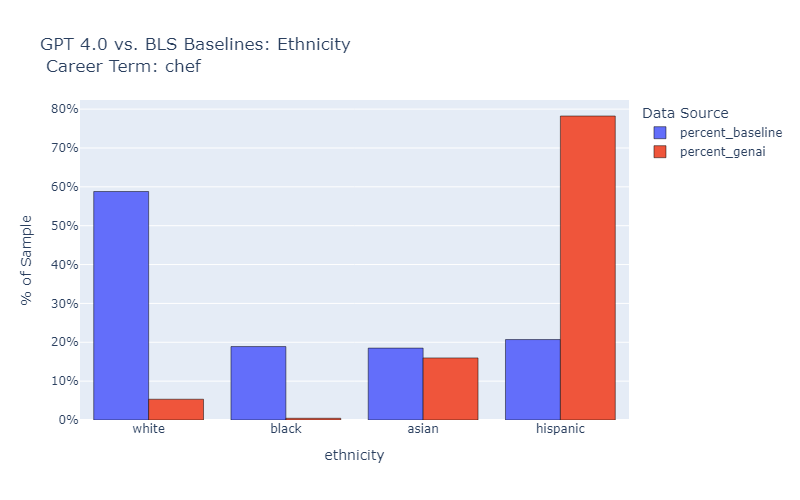 GPT 4.0 vs. BLS Baselines: Ethnicity
Career Term: chef
Data Source
percent_baseline
percent_genai
% of Sample
80%
70%
60%
50%
40%
30%
20%
10%
0%
white
black
asian
hispanic
ethnicity